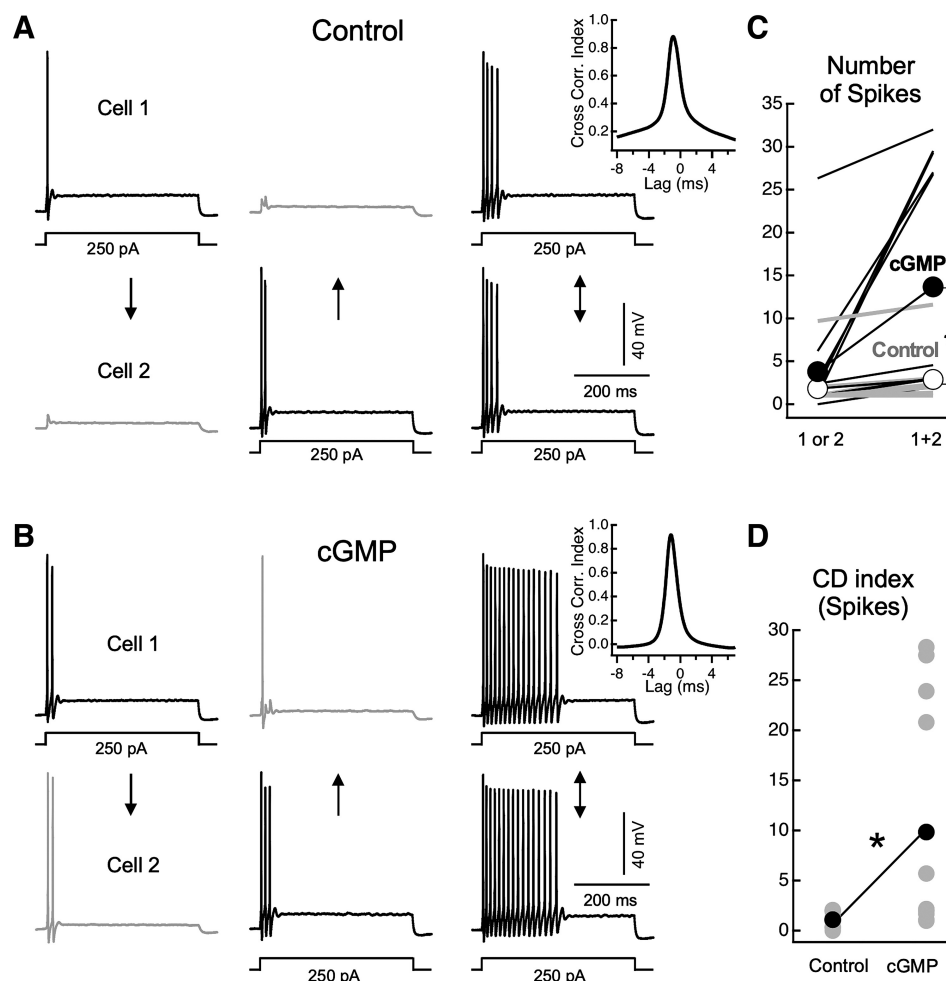 A
Control
Cell 1
250 pA
Cell 2
250 pA
250 pA
250 pA
40 mV
200 ms
Cross Corr. Index
1.0
0.8
0.6
0.4
0.2
-8 -4 0 4
Lag (ms)
C
Number
of Spikes
35
30
25
20
15
10
5
0
cGMP
Control
1 or 2
1+2
B
cGMP
Cell 1
250 pA
250 pA
Cell 2
250 pA
250 pA
40 mV
200 ms
Cross Corr. Index
1.0
0.8
0.6
0.4
0.2
0.0
-8 -4 0 4
Lag (ms)
D
CD index
(Spikes)
30
25
20
15
10
5
0
*
Control
cGMP